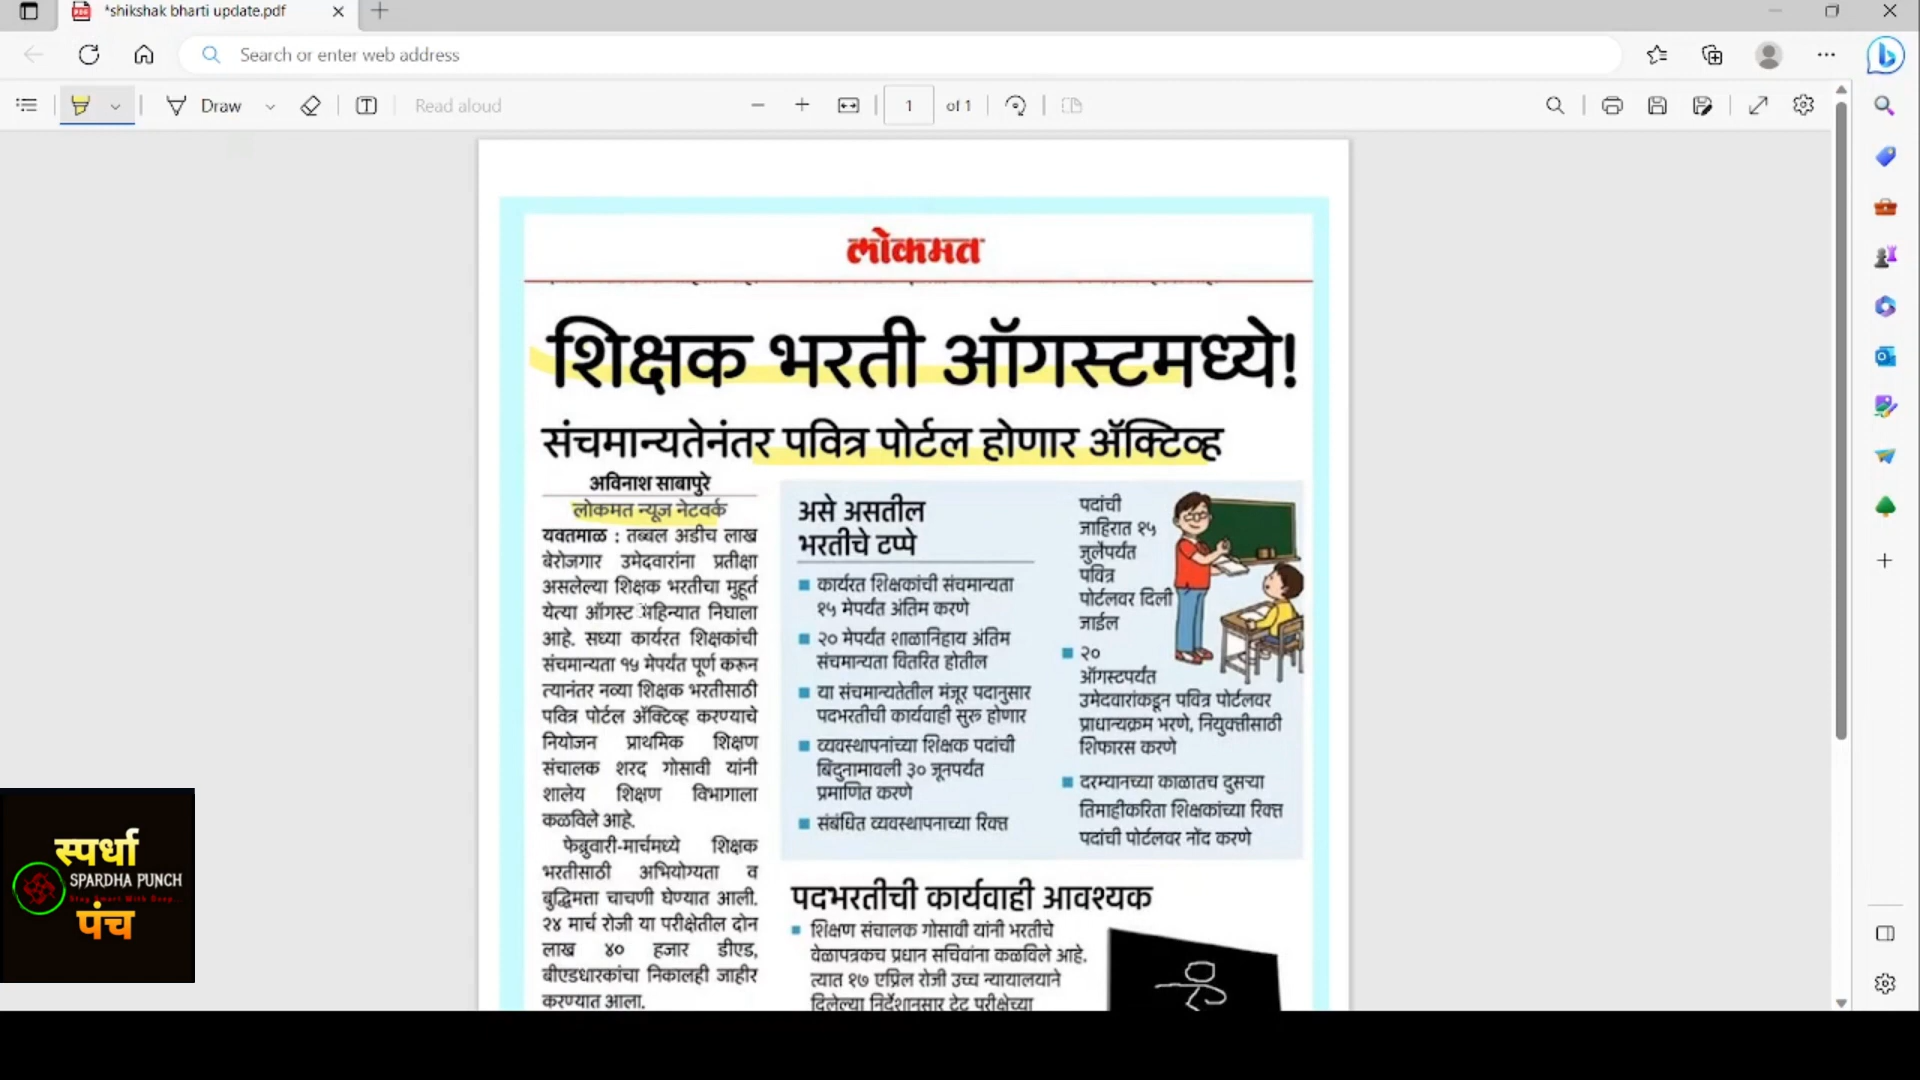 *shikshak bharti update.pdf
Search or enter web address
Draw
Read aloud
1
of 1
लोकमत
शिक्षक भरती ऑगस्टमध्ये!
संचमान्यतेनंतर पवित्र पोर्टल होणार ॲक्टिव्ह
अविनाश साबापुरे
लोकमत न्यूज नेटवर्क
यवतमाळ : तब्बल अडीच लाख
बेरोजगार उमेदवारांना प्रतीक्षा
असलेल्या शिक्षक भरतीचा मुहूर्त
येत्या ऑगस्ट महिन्यात निघाला
आहे. सध्या कार्यरत शिक्षकांची
संचमान्यता १५ मेपर्यंत पूर्ण करून
त्यानंतर नव्या शिक्षक भरतीसाठी
पवित्र पोर्टल ॲक्टिव्ह करण्याचे
नियोजन प्राथमिक शिक्षण
संचालक शरद गोसावी यांनी
शालेय शिक्षण विभागाला
कळविले आहे.
फेब्रुवारी-मार्चमध्ये शिक्षक
भरतीसाठी अभियोग्यता व
बुद्धिमत्ता चाचणी घेण्यात आली.
२४ मार्च रोजी या परीक्षेतील दोन
लाख ४० हजार डीएड,
बीएडधारकांचा निकालही जाहीर
करण्यात आला.
असे असतील
भरतीचे टप्पे
कार्यरत शिक्षकांची संचमान्यता
१५ मेपर्यंत अंतिम करणे
२० मेपर्यंत शाळानिहाय अंतिम
संचमान्यता वितरित होतील
या संचमान्यतेतील मंजूर पदानुसार
पदभरतीची कार्यवाही सुरू होणार
व्यवस्थापनांच्या शिक्षक पदांची
बिंदुनामावली ३० जूनपर्यंत
प्रमाणित करणे
संबंधित व्यवस्थापनाच्या रिक्त
पदांची
जाहिरात १५
जुलैपर्यंत
पवित्र
पोर्टलवर दिली
जाईल
२०
ऑगस्टपर्यंत
उमेदवारांकडून पवित्र पोर्टलवर
प्राधान्यक्रम भरणे, नियुक्तीसाठी
शिफारस करणे
दरम्यानच्या काळातच दुसऱ्या
तिमाहीकरिता शिक्षकांच्या रिक्त
पदांची पोर्टलवर नोंद करणे
पदभरतीची कार्यवाही आवश्यक
शिक्षण संचालक गोसावी यांनी भरतीचे
वेळापत्रकच प्रधान सचिवांना कळविले आहे.
त्यात १७ एप्रिल रोजी उच्च न्यायालयाने
दिलेल्या निर्देशानुसार टेट परीक्षेच्या
स्पर्धा
SPARDHA PUNCH
पंच